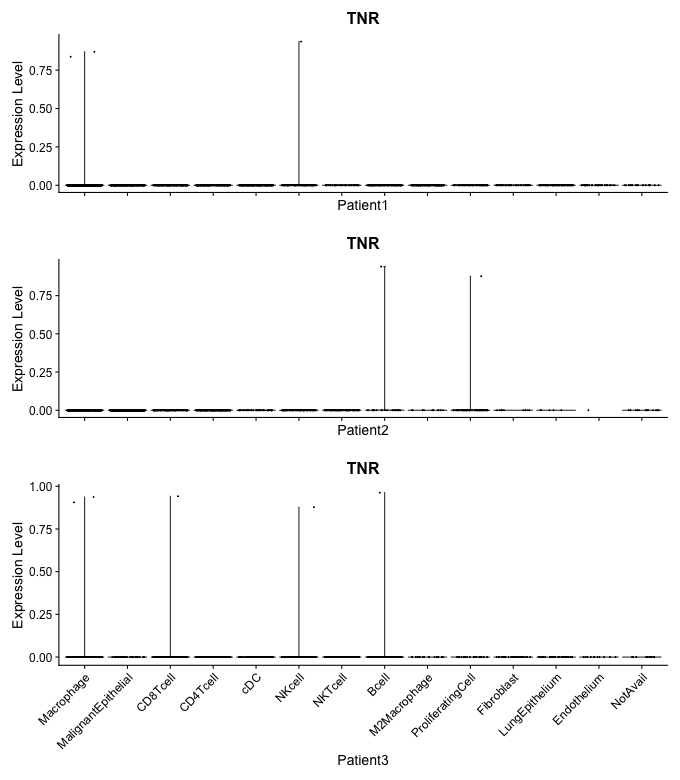 TNR
Expression Level
0.75
0.50
0.25
0.00
Patient1
TNR
Expression Level
0.75
0.50
0.25
0.00
Patient2
TNR
Expression Level
1.00
0.75
0.50
0.25
0.00
Macrophage
MalignantEpithelial
CD8Tcell
CD4Tcell
cDC
NKcell
NKTcell
Bcell
M2Macrophage
ProliferatingCell
Fibroblast
LungEpithelium
Endothelium
NotAvail
Patient3